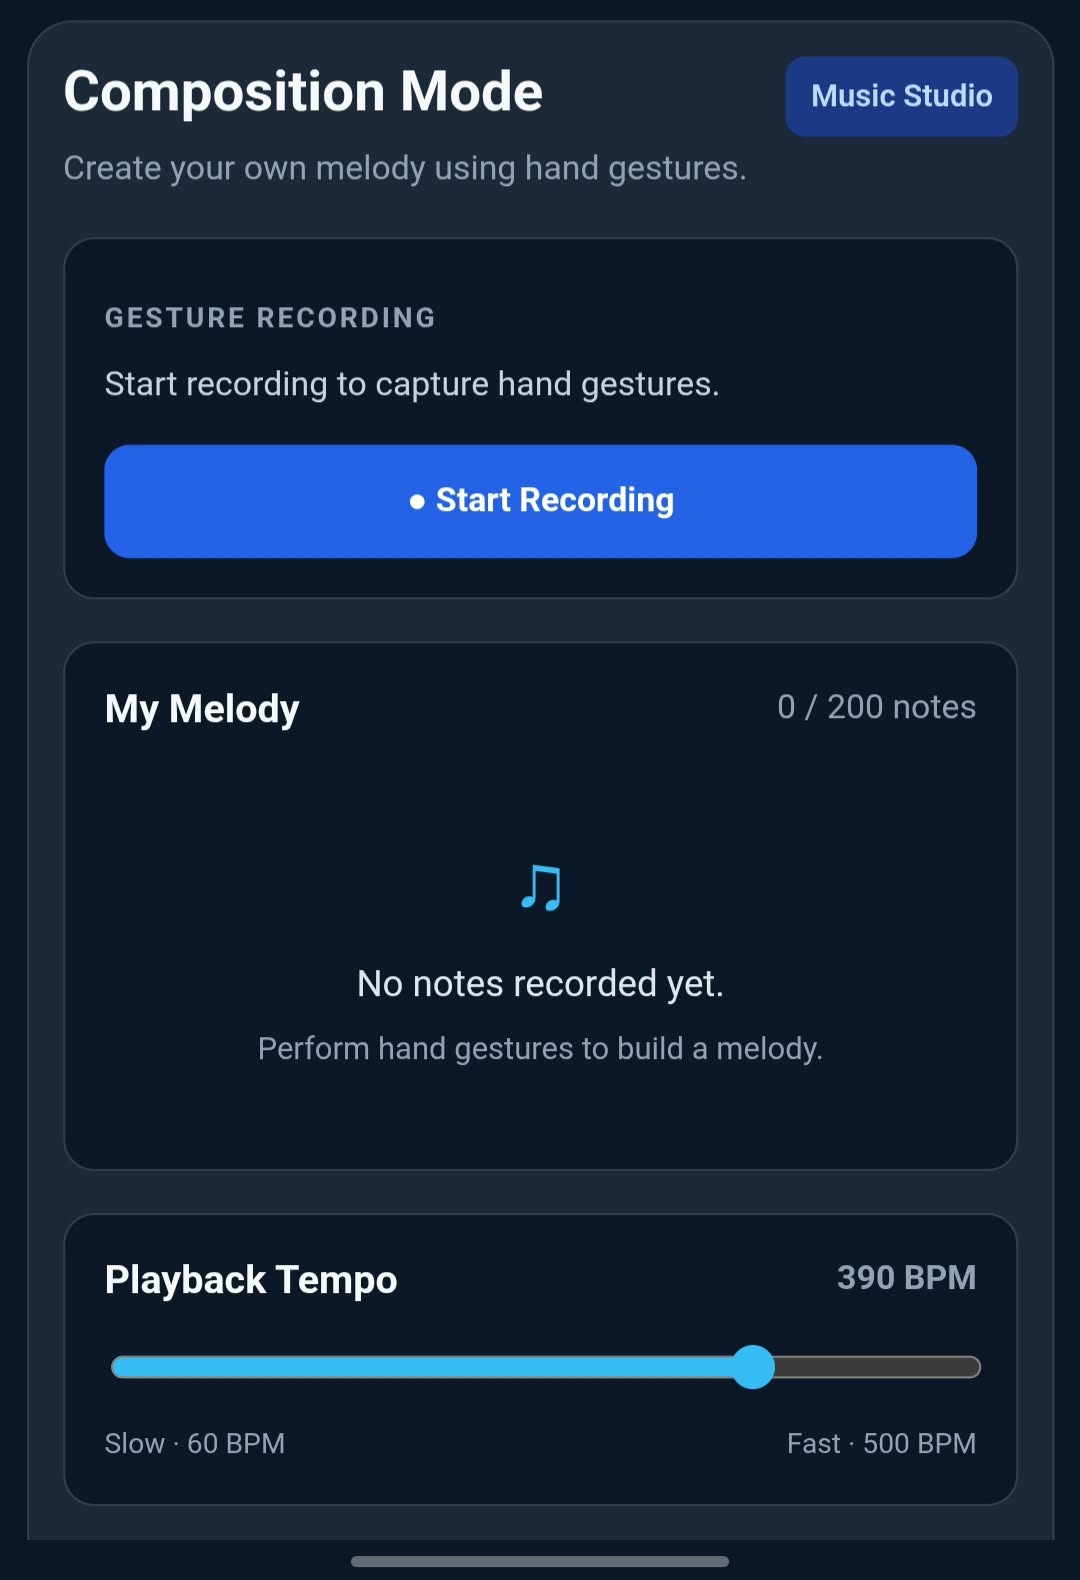 Composition Mode
Music Studio
Create your own melody using hand gestures.
GESTURE RECORDING
Start recording to capture hand gestures.
● Start Recording
My Melody
0 / 200 notes
♫
No notes recorded yet.
Perform hand gestures to build a melody.
Playback Tempo
390 BPM
Slow · 60 BPM
Fast · 500 BPM